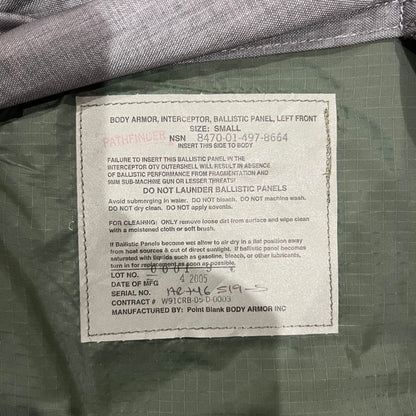 BODY ARMOR, INTERCEPTOR, BALLISTIC PANEL, LEFT FRONT
SIZE: SMALL
PATHFINDER
NSN 8470-01-497-8664
INSERT THIS SIDE TO BODY
FAILURE TO INSERT THIS BALLISTIC PANEL IN THE
INTERCEPTOR OTV OUTERSHELL WILL RESULT IN ABSENCE
OF BALLISTIC PERFORMANCE FROM FRAGMENTATION AND
9MM SUB-MACHINE GUN OR LESSER THREATS!
DO NOT LAUNDER BALLISTIC PANELS
Avoid submerging in water. DO NOT bleach. DO NOT machine wash.
DO NOT dry clean. DO NOT apply solvents.
FOR CLEANING: ONLY remove loose dirt from surface and wipe clean
with a moistened cloth or soft brush.
If Ballistic Panels become wet allow to air dry in a flat position away
from heat sources & out of direct sunlight. If ballistic panel becomes
saturated with liquids such as gasoline, bleach, or other lubricants,
turn in for replacement as soon as possible.
LOT NO.
DATE OF MFG 4 2005
SERIAL NO.
CONTRACT # W91CRB-05-D-0009
MANUFACTURED BY: Point Blank BODY ARMOR INC